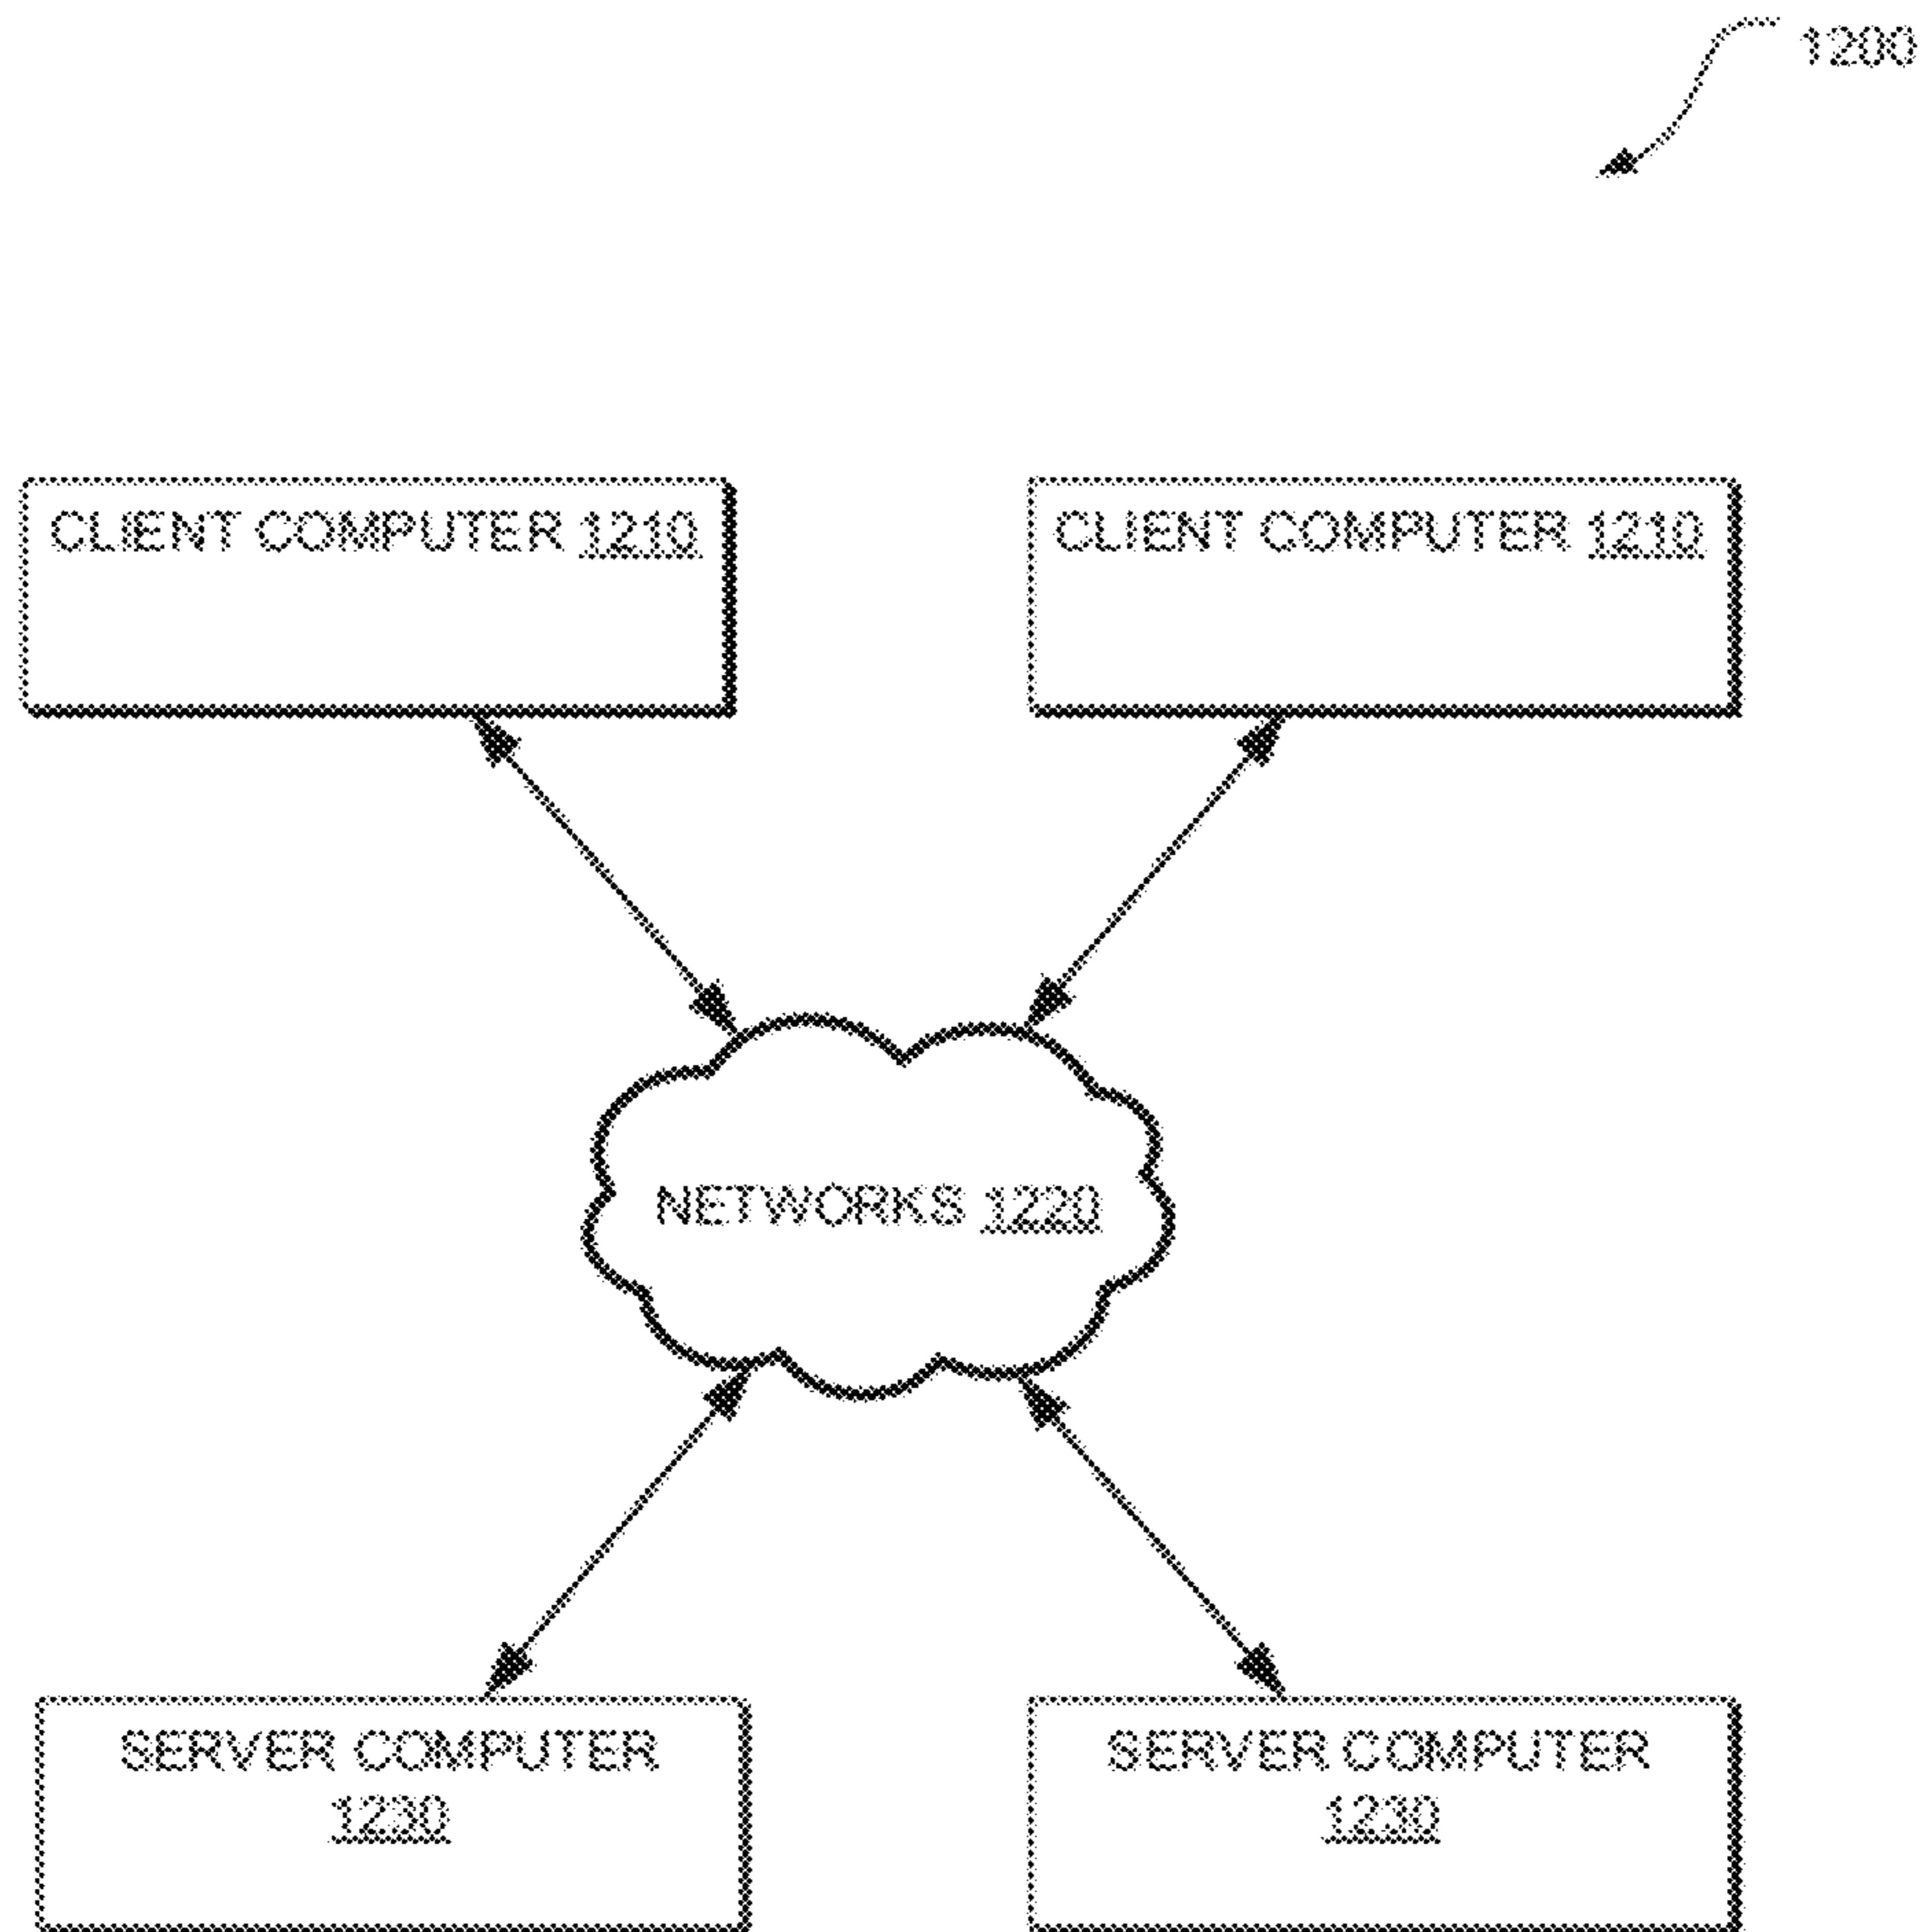 1200
CLIENT COMPUTER 1210
CLIENT COMPUTER 1210
NETWORKS 1220
SERVER COMPUTER
1230
SERVER COMPUTER
1230